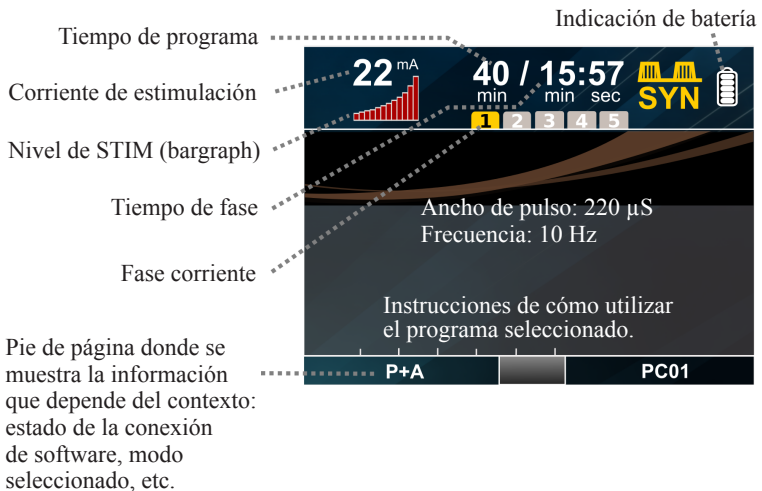 Indicación de batería
Tiempo de programa
Corriente de estimulación
Nivel de STIM (bargraph)
Tiempo de fase
Fase corriente
Pie de página donde se
muestra la información
que depende del contexto:
estado de la conexión
de software, modo
seleccionado, etc.
22 mA
40 / 15:57
min min sec
SYN
1 2 3 4 5
Ancho de pulso: 220 µS
Frecuencia: 10 Hz
Instrucciones de cómo utilizar
el programa seleccionado.
P+A PC01